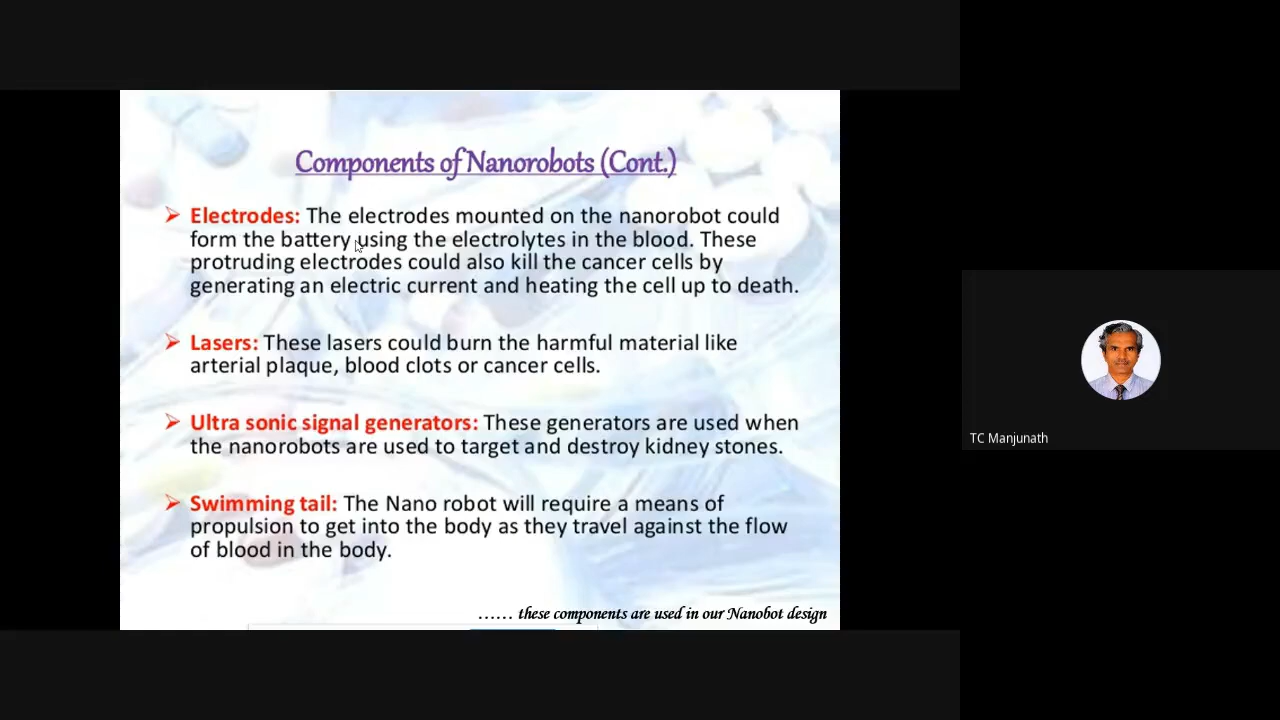 Components of Nanorobots (Cont.)
Electrodes: The electrodes mounted on the nanorobot could
form the battery using the electrolytes in the blood. These
protruding electrodes could also kill the cancer cells by
generating an electric current and heating the cell up to death.
Lasers: These lasers could burn the harmful material like
arterial plaque, blood clots or cancer cells.
Ultra sonic signal generators: These generators are used when
the nanorobots are used to target and destroy kidney stones.
Swimming tail: The Nano robot will require a means of
propulsion to get into the body as they travel against the flow
of blood in the body.
...... these components are used in our Nanobot design
TC Manjunath